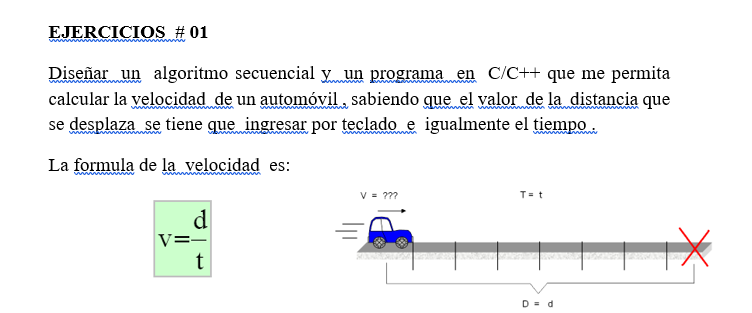 EJERCICIOS # 01
Diseñar un algoritmo secuencial y un programa en C/C++ que me permita
calcular la velocidad de un automóvil , sabiendo que el valor de la distancia que
se desplaza se tiene que ingresar por teclado e igualmente el tiempo .
La formula de la velocidad es:
V = ???
T = t
v=d/t
D = d